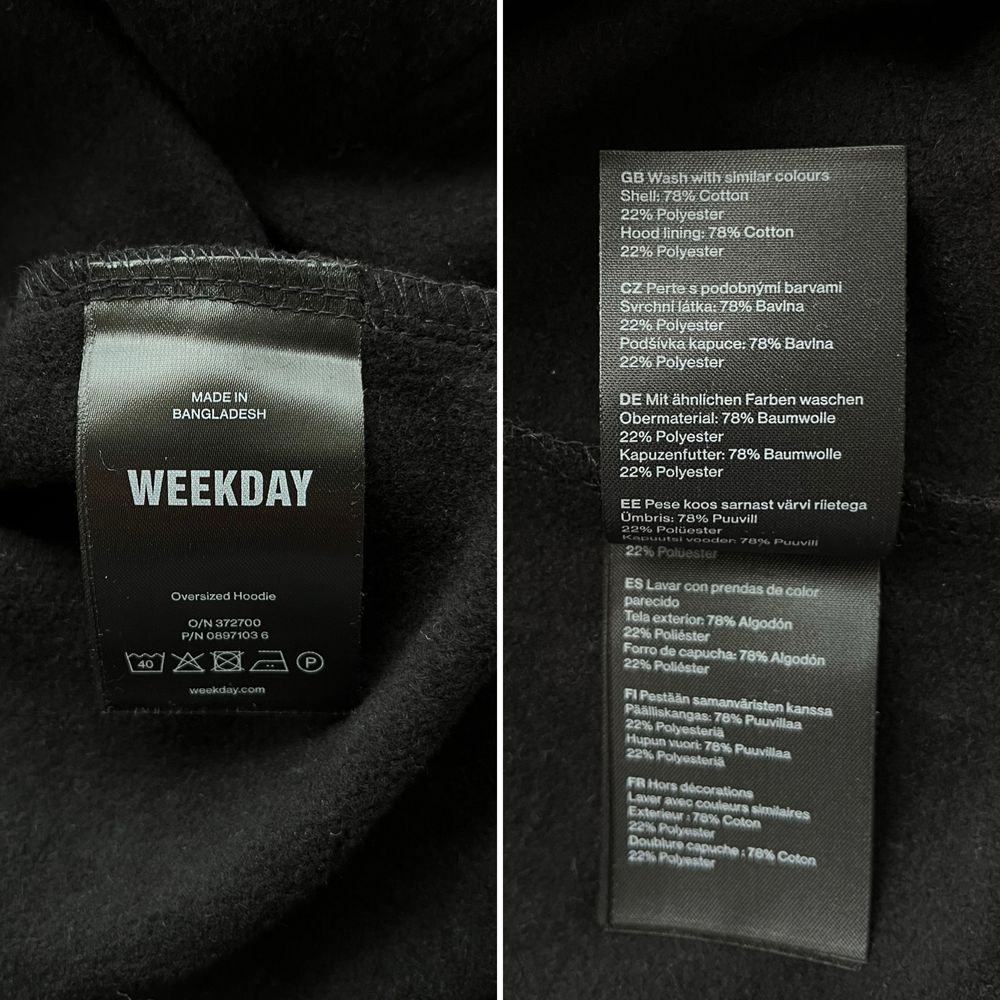 MADE IN
BANGLADESH
WEEKDAY
Oversized Hoodie
O/N 372700
P/N 0897103 6
40 P
weekday.com
GB Wash with similar colours
Shell: 78% Cotton
22% Polyester
Hood lining: 78% Cotton
22% Polyester
CZ Perte s podobnými barvami
Svrchní látka: 78% Bavlna
22% Polyester
Podšívka kapuce: 78% Bavlna
22% Polyester
DE Mit ähnlichen Farben waschen
Obermaterial: 78% Baumwolle
22% Polyester
Kapuzenfutter: 78% Baumwolle
22% Polyester
EE Pese koos sarnast värvi riietega
Ümbris: 78% Puuvill
22% Polüester
Kapuutsi vooder: 78% Puuvill
22% Polüester
ES Lavar con prendas de color
parecido
Tela exterior: 78% Algodón
22% Poliéster
Forro de capucha: 78% Algodón
22% Poliéster
FI Pestään samanväristen kanssa
Päälliskangas: 78% Puuvillaa
22% Polyesteriä
Hupun vuori: 78% Puuvillaa
22% Polyesteriä
FR Hors décorations
Laver avec couleurs similaires
Exterieur : 78% Coton
22% Polyester
Doublure capuche : 78% Coton
22% Polyester